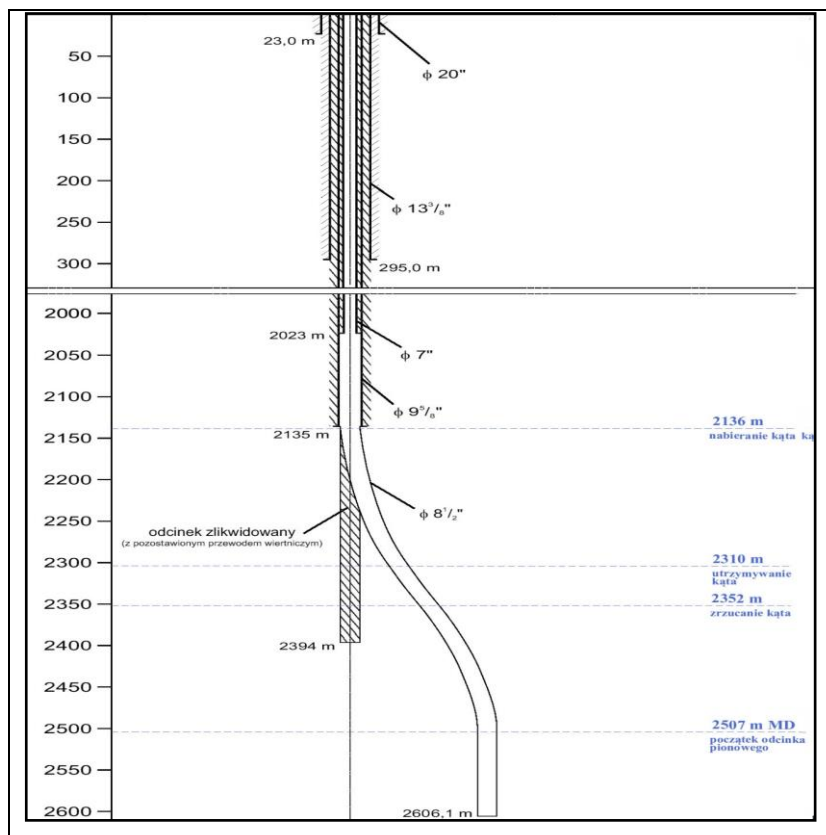 23,0 m
50
ϕ 20"
100
150
200
ϕ 13³/₈"
250
295,0 m
300
2000
2023 m
2050
ϕ 7"
2100
ϕ 9⁵/₈"
2136 m
2135 m
nabieranie kąta ką
2150
2200
ϕ 8¹/₂"
2250
odcinek zlikwidowany
(z pozostawionym przewodem wiertniczym)
2300
2310 m
utrzymywanie
kąta
2350
2352 m
zrzucanie kąta
2394 m
2400
2450
2500
2507 m MD
początek odcinka
pionowego
2550
2600
2606,1 m